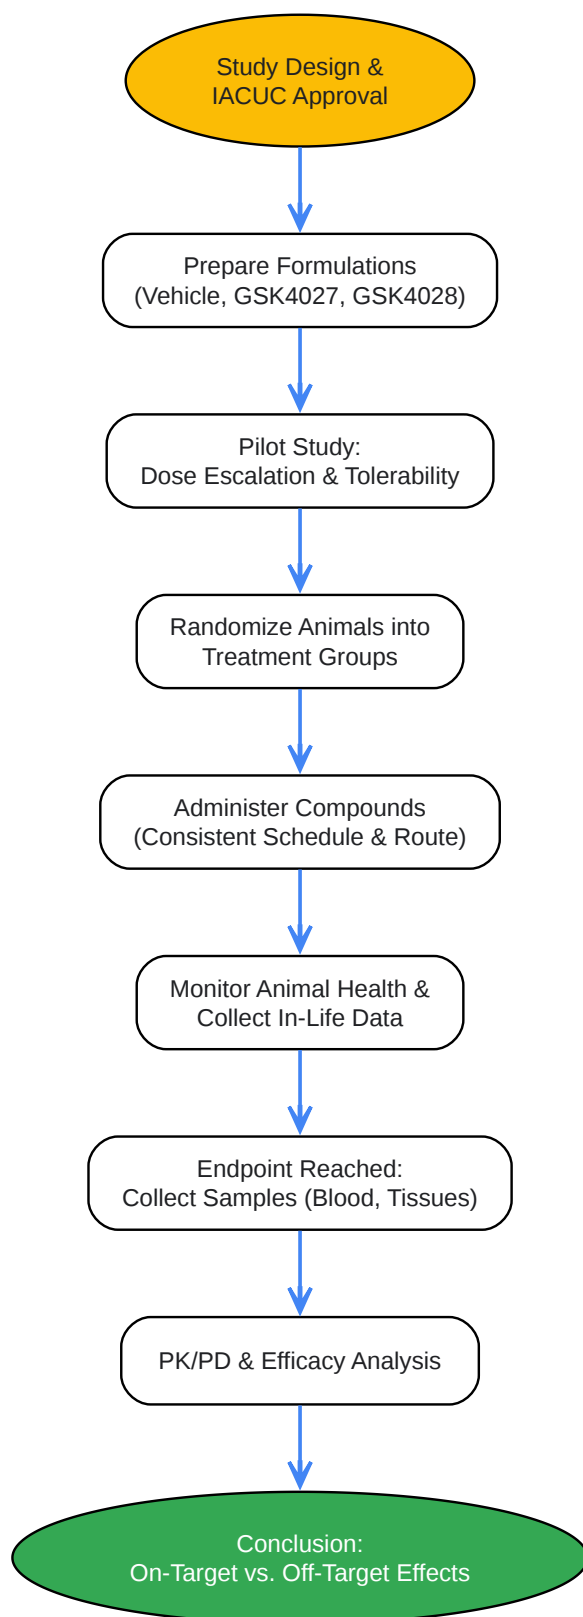 Study Design &
IACUC Approval
Prepare Formulations
(Vehicle, GSK4027, GSK4028)
Pilot Study:
Dose Escalation & Tolerability
Randomize Animals into
Treatment Groups
Administer Compounds
(Consistent Schedule & Route)
Monitor Animal Health &
Collect In-Life Data
Endpoint Reached:
Collect Samples (Blood, Tissues)
PK/PD & Efficacy Analysis
Conclusion:
On-Target vs. Off-Target Effects